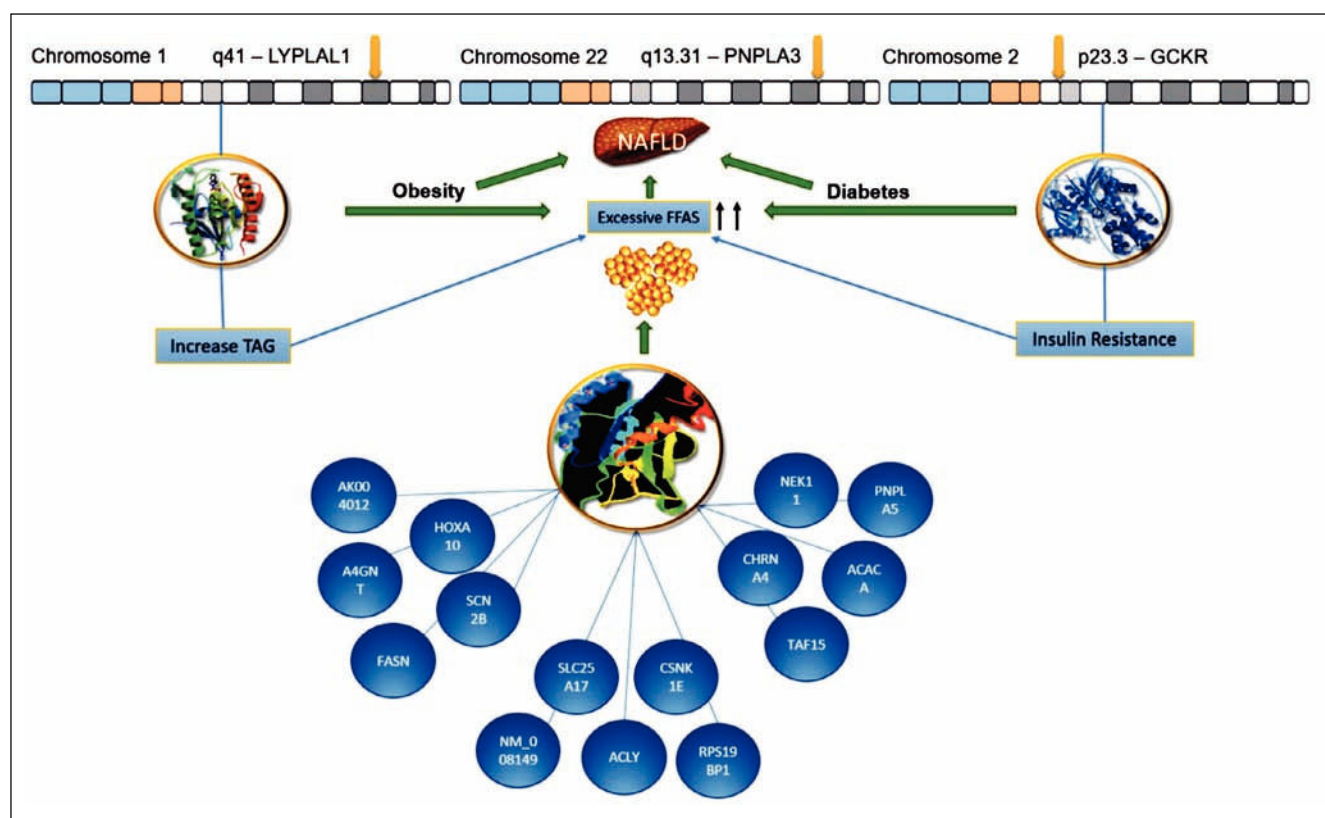 Chromosome 1
q41 – LYPLAL1
Chromosome 22
q13.31 – PNPLA3
Chromosome 2
p23.3 – GCKR
NAFLD
Obesity
Diabetes
Excessive FFAS
Increase TAG
Insulin Resistance
AK00
4012
HOXA
10
A4GN
T
SCN
2B
FASN
SLC25
A17
CSNK
1E
NM_0
08149
ACLY
RPS19
BP1
NEK1
1
PNPL
A5
CHRN
A4
ACAC
A
TAF15